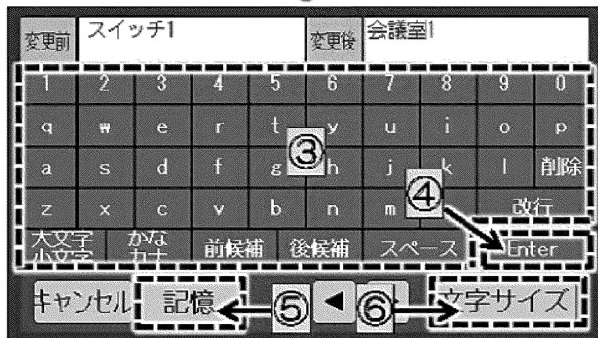 変更前 スイッチ1 変更後 会議室1
1 2 3 4 5 6 7 8 9 0
q w e r t y u i o p
③
a s d f g h j k l 削除
④
z x c v b n m 改行
大文字 小文字 かな カナ 前候補 後候補 スペース Enter
キャンセル 記憶 ⑤ ◀ ⑥ 文字サイズ